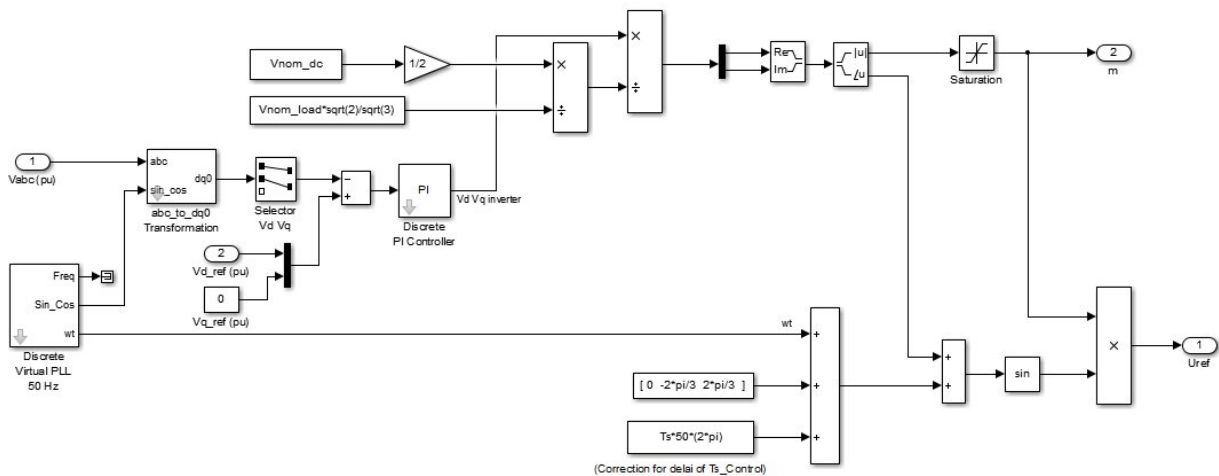 Vnom_dc
1/2
Vnom_load*sqrt(2)/sqrt(3)
×
÷
×
÷
Re
Im
|u|
∠u
Saturation
2
m
1
Vabc (pu)
abc
sin_cos
dq0
abc_to_dq0
Transformation
Selector
Vd Vq
−
+
PI
Discrete
PI Controller
Vd Vq inverter
2
Vd_ref (pu)
0
Vq_ref (pu)
Freq
Sin_Cos
wt
Discrete
Virtual PLL
50 Hz
wt
+
+
+
[ 0 -2*pi/3 2*pi/3 ]
Ts*50*(2*pi)
(Correction for delai of Ts_Control)
+
+
sin
×
1
Uref